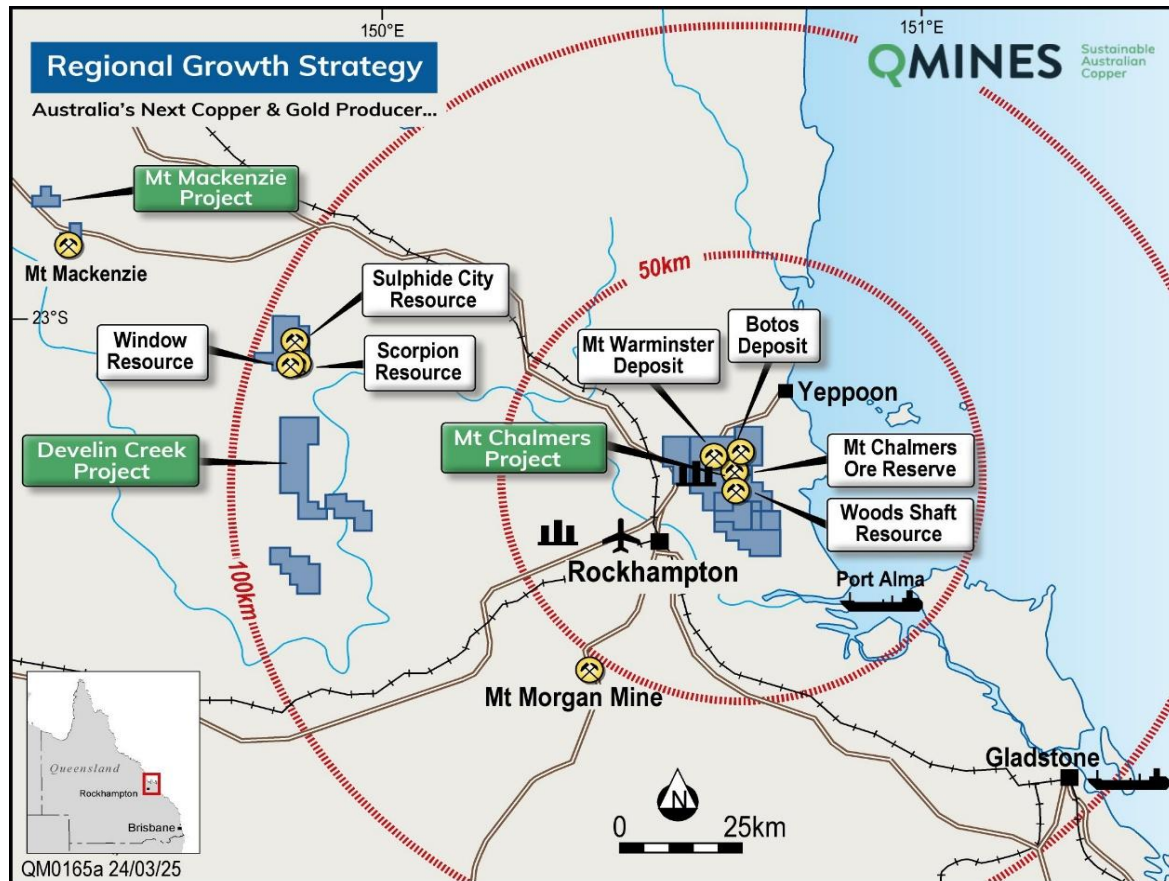 150°E
151°E
Regional Growth Strategy
Australia's Next Copper & Gold Producer...
QMINES
Sustainable
Australian
Copper
Mt Mackenzie
Project
Mt Mackenzie
23°S
Sulphide City
Resource
Window
Resource
Scorpion
Resource
50km
Mt Warminster
Deposit
Botos
Deposit
Yeppoon
Develin Creek
Project
Mt Chalmers
Project
Mt Chalmers
Ore Reserve
Woods Shaft
Resource
100km
Rockhampton
Port Alma
Mt Morgan Mine
Gladstone
N
0 25km
Queensland
Rockhampton
Brisbane
QM0165a 24/03/25